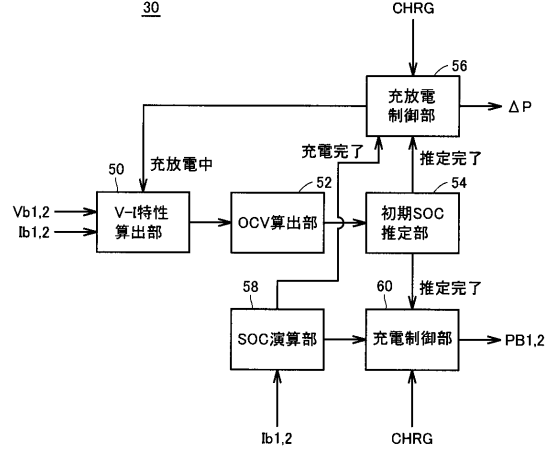 30
CHRG
56
充放電
制御部
ΔP
充電完了
推定完了
充放電中
50
52
54
Vb1,2
Ib1,2
V-I特性
算出部
OCV算出部
初期SOC
推定部
58
60
推定完了
SOC演算部
充電制御部
PB1,2
Ib1,2
CHRG